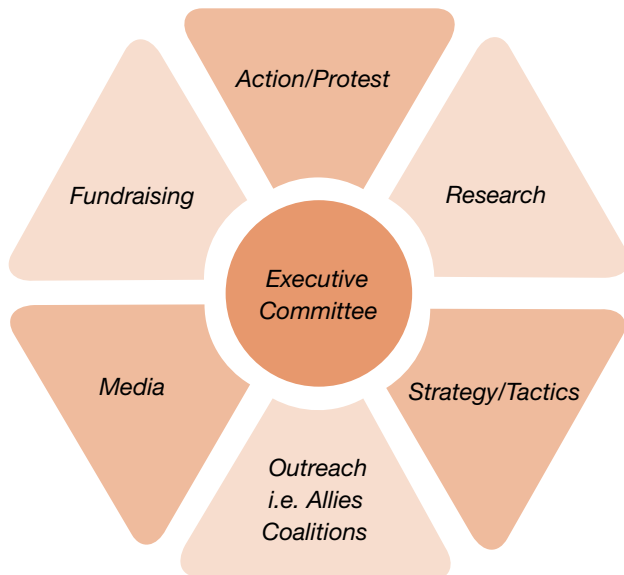 Action/Protest
Fundraising
Research
Executive
Committee
Media
Strategy/Tactics
Outreach
i.e. Allies
Coalitions